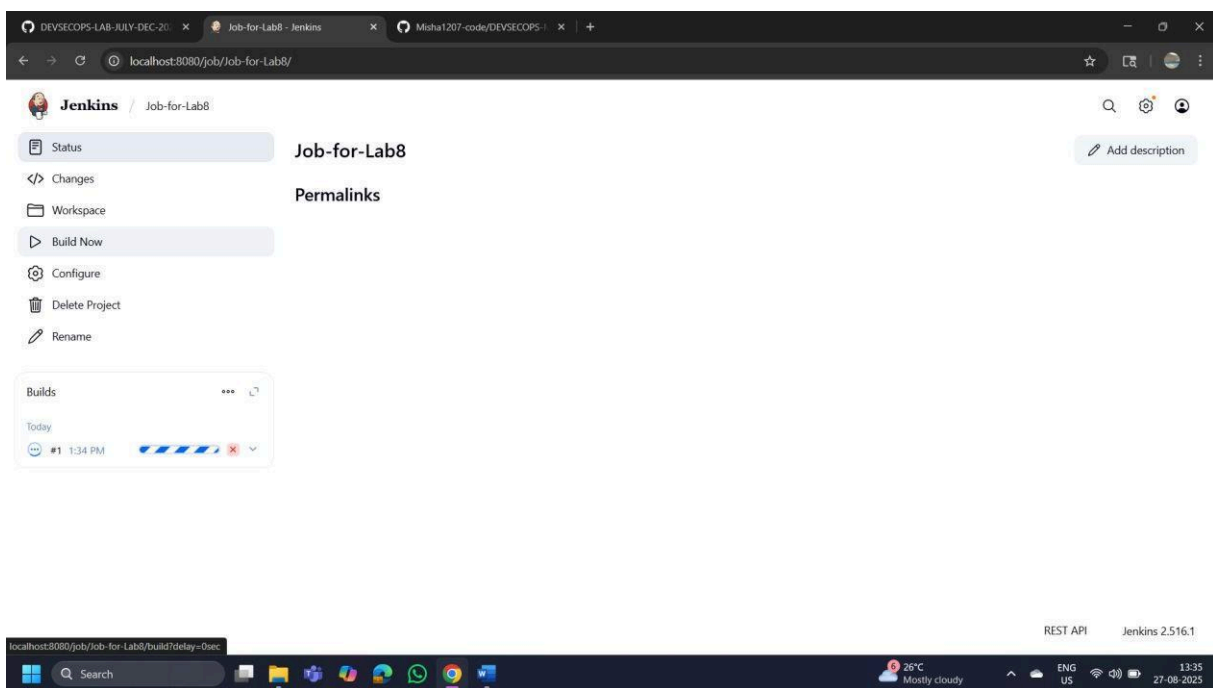 DEVSECOPS-LAB-JULY-DEC-20
Job-for-Lab8 - Jenkins
Misha1207-code/DEVSECOPS-
localhost:8080/job/Job-for-Lab8/
Jenkins / Job-for-Lab8
Status
Changes
Workspace
Build Now
Configure
Delete Project
Rename
Builds
Today
#1 1:34 PM
Job-for-Lab8
Add description
Permalinks
REST API Jenkins 2.516.1
localhost:8080/job/Job-for-Lab8/build?delay=0sec
Search
6
26°C
Mostly cloudy
ENG
US
13:35
27-08-2025